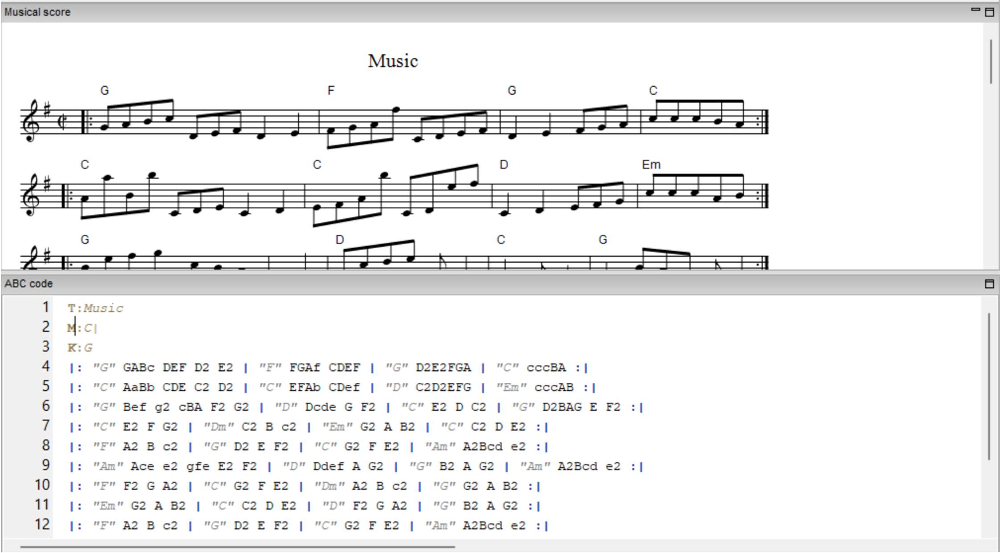 Musical score
Music
G F G C
C C D Em
G D C G
ABC code
1 T:Music
2 M:C|
3 K:G
4 |: "G" GABc DEF D2 E2 | "F" FGAf CDEF | "G" D2E2FGA | "C" cccBA :|
5 |: "C" AaBb CDE C2 D2 | "C" EFAb CDef | "D" C2D2EFG | "Em" cccAB :|
6 |: "G" Bef g2 cBA F2 G2 | "D" Dcde G F2 | "C" E2 D C2 | "G" D2BAG E F2 :|
7 |: "C" E2 F G2 | "Dm" C2 B c2 | "Em" G2 A B2 | "C" C2 D E2 :|
8 |: "F" A2 B c2 | "G" D2 E F2 | "C" G2 F E2 | "Am" A2Bcd e2 :|
9 |: "Am" Ace e2 gfe E2 F2 | "D" Ddef A G2 | "G" B2 A G2 | "Am" A2Bcd e2 :|
10 |: "F" F2 G A2 | "C" G2 F E2 | "Dm" A2 B c2 | "G" G2 A B2 :|
11 |: "Em" G2 A B2 | "C" C2 D E2 | "D" F2 G A2 | "G" B2 A G2 :|
12 |: "F" A2 B c2 | "G" D2 E F2 | "C" G2 F E2 | "Am" A2Bcd e2 :|